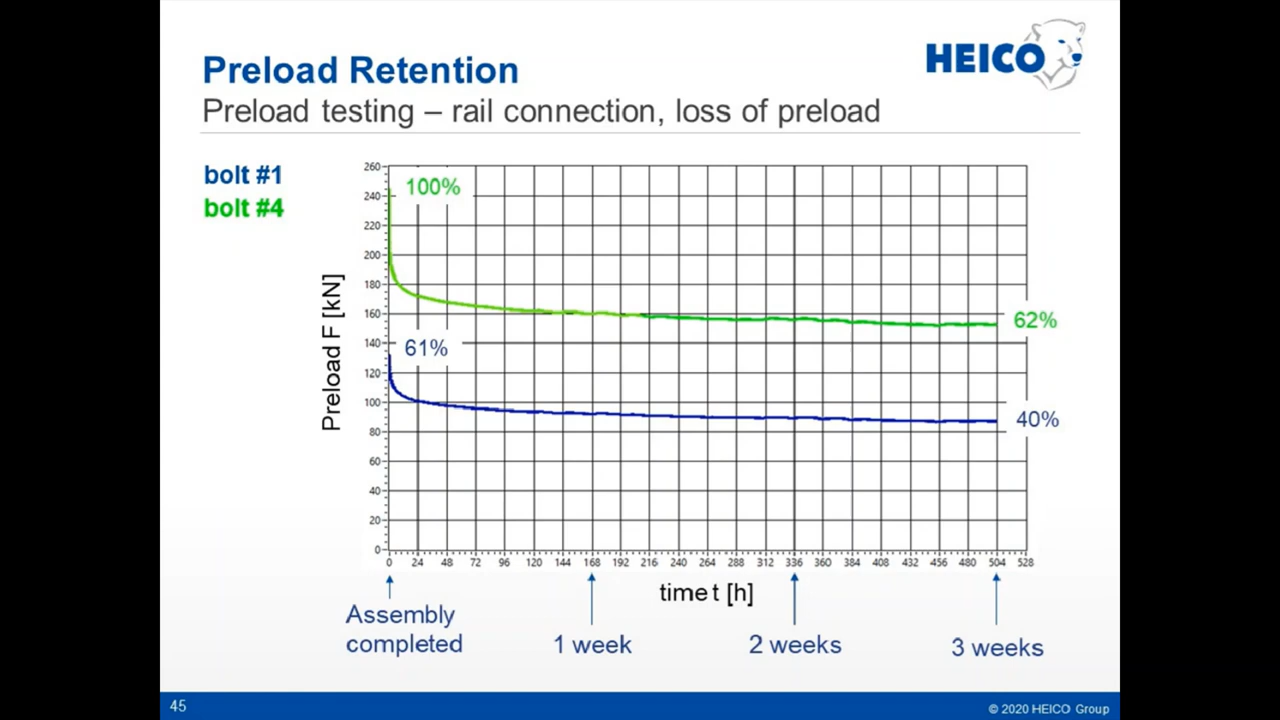 HEICO
Preload Retention
Preload testing – rail connection, loss of preload
bolt #1
bolt #4
Preload F [kN]
260
240
220
200
180
160
140
120
100
80
60
40
20
0
100%
61%
62%
40%
0 24 48 72 96 120 144 168 192 216 240 264 288 312 336 360 384 408 432 456 480 504 528
time t [h]
Assembly
completed
1 week
2 weeks
3 weeks
45
© 2020 HEICO Group